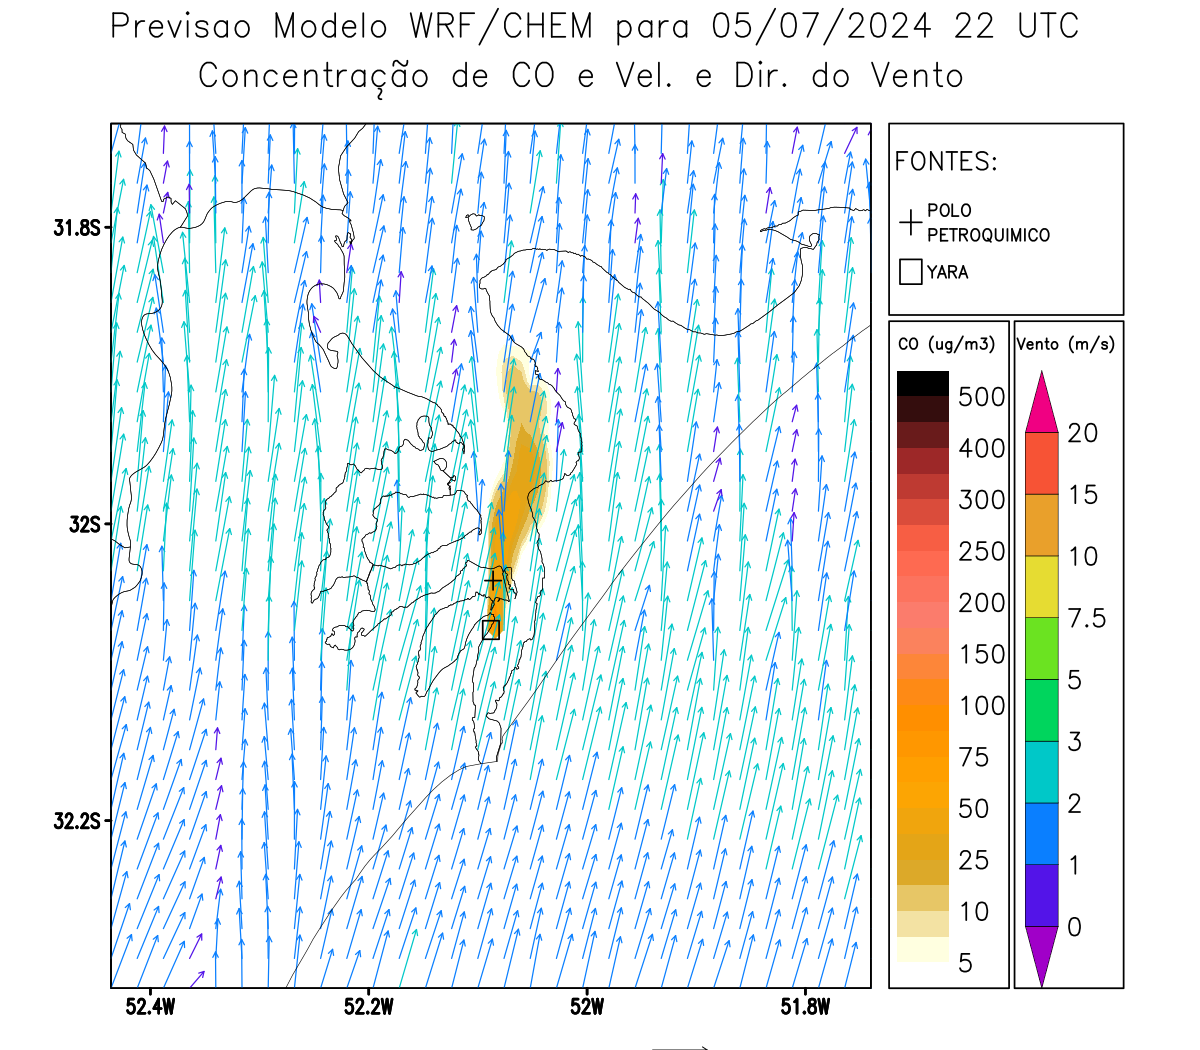 Previsao Modelo WRF/CHEM para 05/07/2024 22 UTC
Concentração de CO e Vel. e Dir. do Vento
FONTES:
POLO
PETROQUIMICO
YARA
CO (ug/m3)
500
400
300
250
200
150
100
75
50
25
10
5
Vento (m/s)
20
15
10
7.5
5
3
2
1
0
31.8S
32S
32.2S
52.4W
52.2W
52W
51.8W